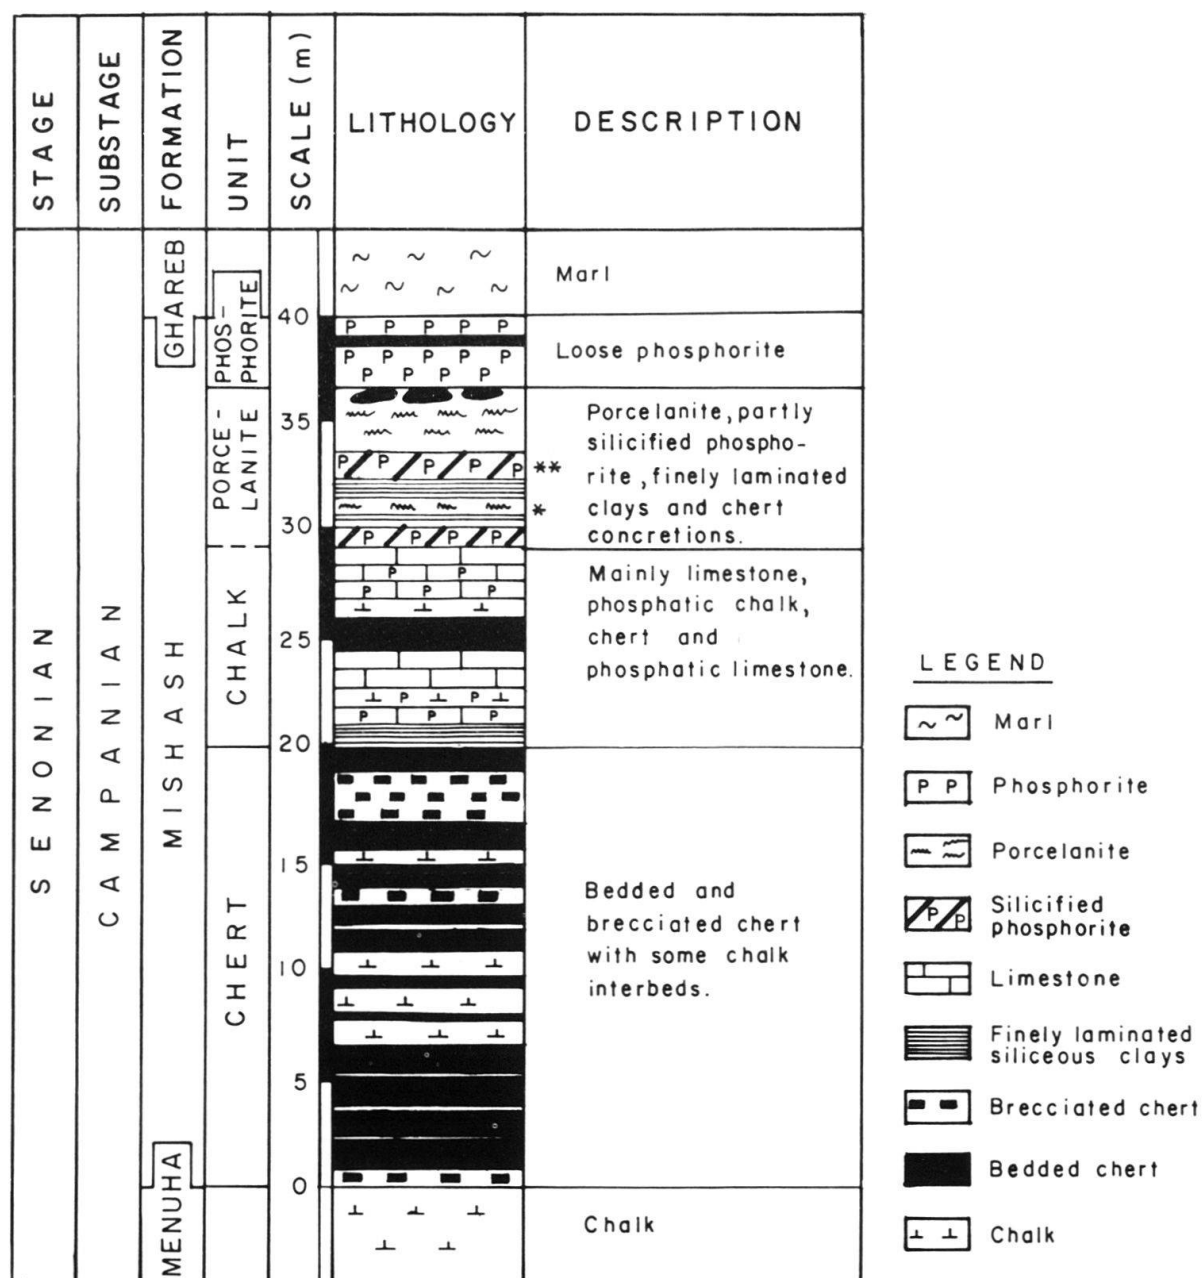 STAGE
SUBSTAGE
FORMATION
UNIT
SCALE (m)
LITHOLOGY
DESCRIPTION
SENONIAN
CAMPANIAN
GHAREB
MISHASH
MENUHA
PHOS-
PHORITE
PORCE-
LANITE
CHALK
CHERT
40
35
30
25
20
15
10
5
0
P P P P P
P P P P P
P P P P
P P P P P
**
*
P P P P
P P
P P P
P P
P P P
Marl
Loose phosphorite
Porcelanite, partly
silicified phospho-
rite, finely laminated
clays and chert
concretions.
Mainly limestone,
phosphatic chalk,
chert and
phosphatic limestone.
Bedded and
brecciated chert
with some chalk
interbeds.
Chalk
LEGEND
Marl
P P Phosphorite
Porcelanite
P P Silicified
phosphorite
Limestone
Finely laminated
siliceous clays
Brecciated chert
Bedded chert
Chalk